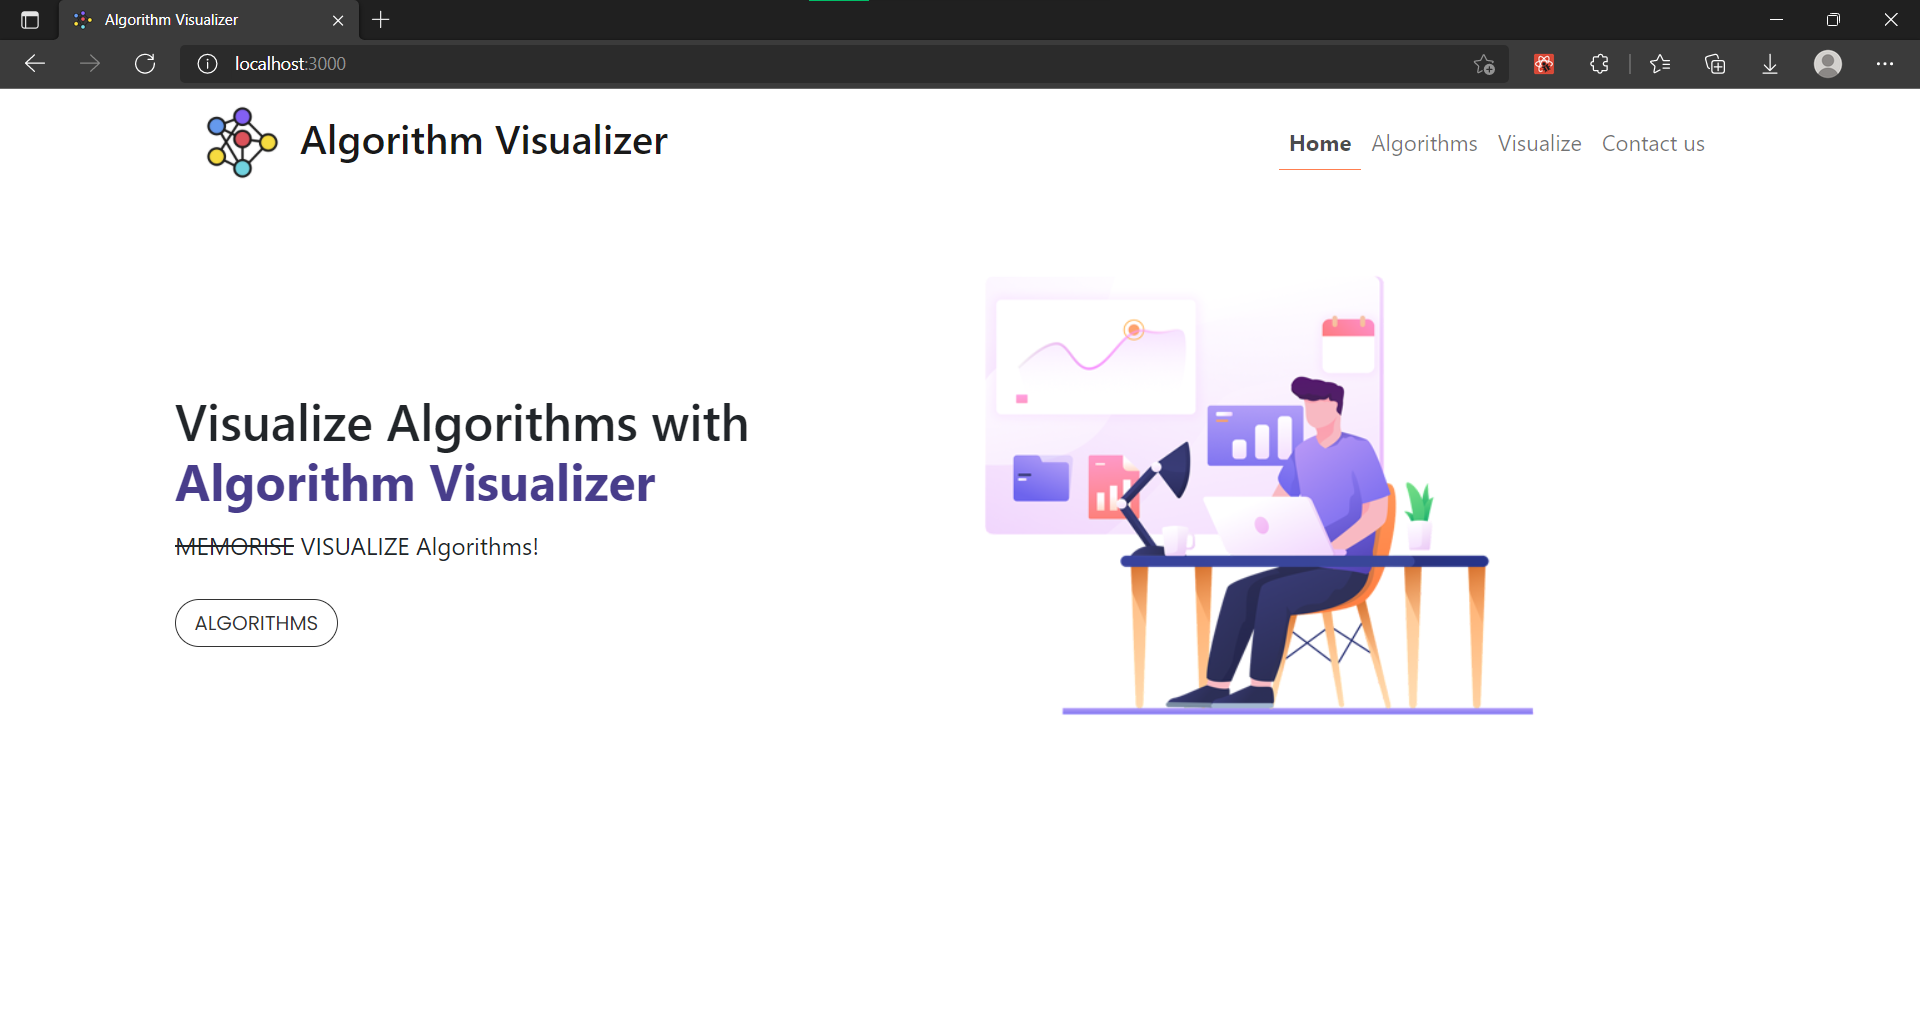 Algorithm Visualizer
localhost:3000
Algorithm Visualizer
Home Algorithms Visualize Contact us
Visualize Algorithms with
Algorithm Visualizer
MEMORISE VISUALIZE Algorithms!
ALGORITHMS